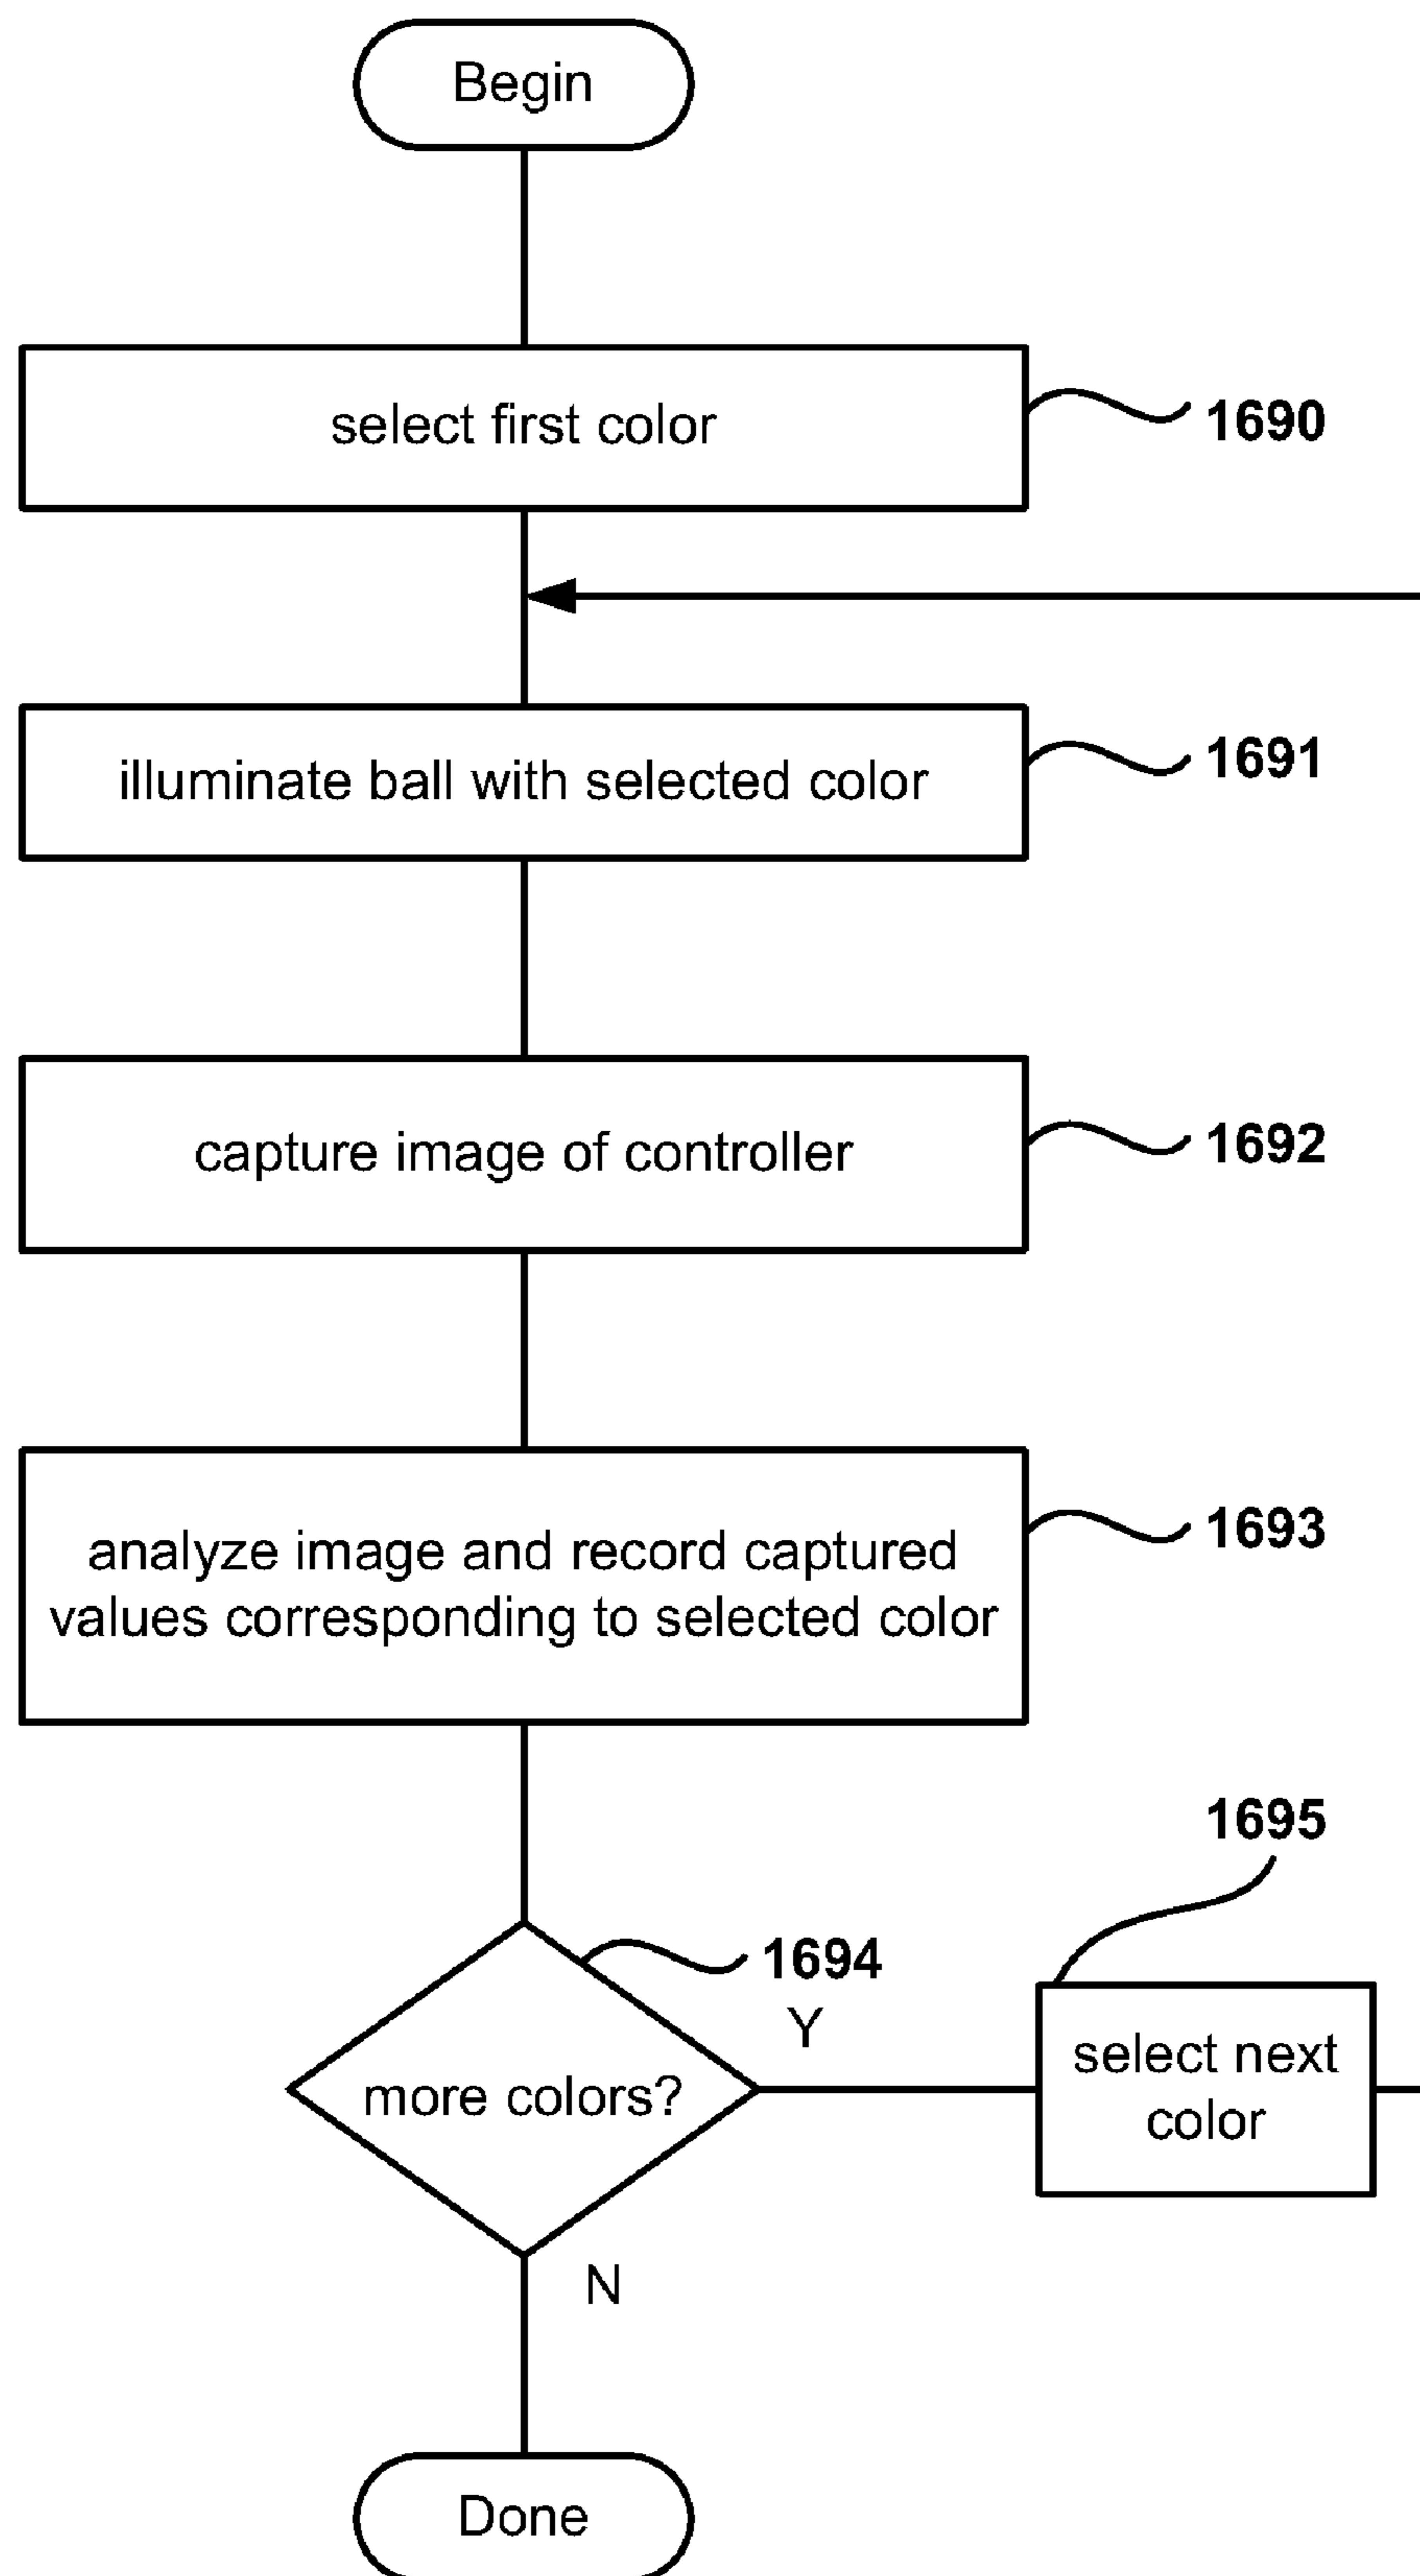 Begin
select first color
1690
illuminate ball with selected color
1691
capture image of controller
1692
analyze image and record captured
values corresponding to selected color
1693
1695
1694
Y
more colors?
select next
color
N
Done